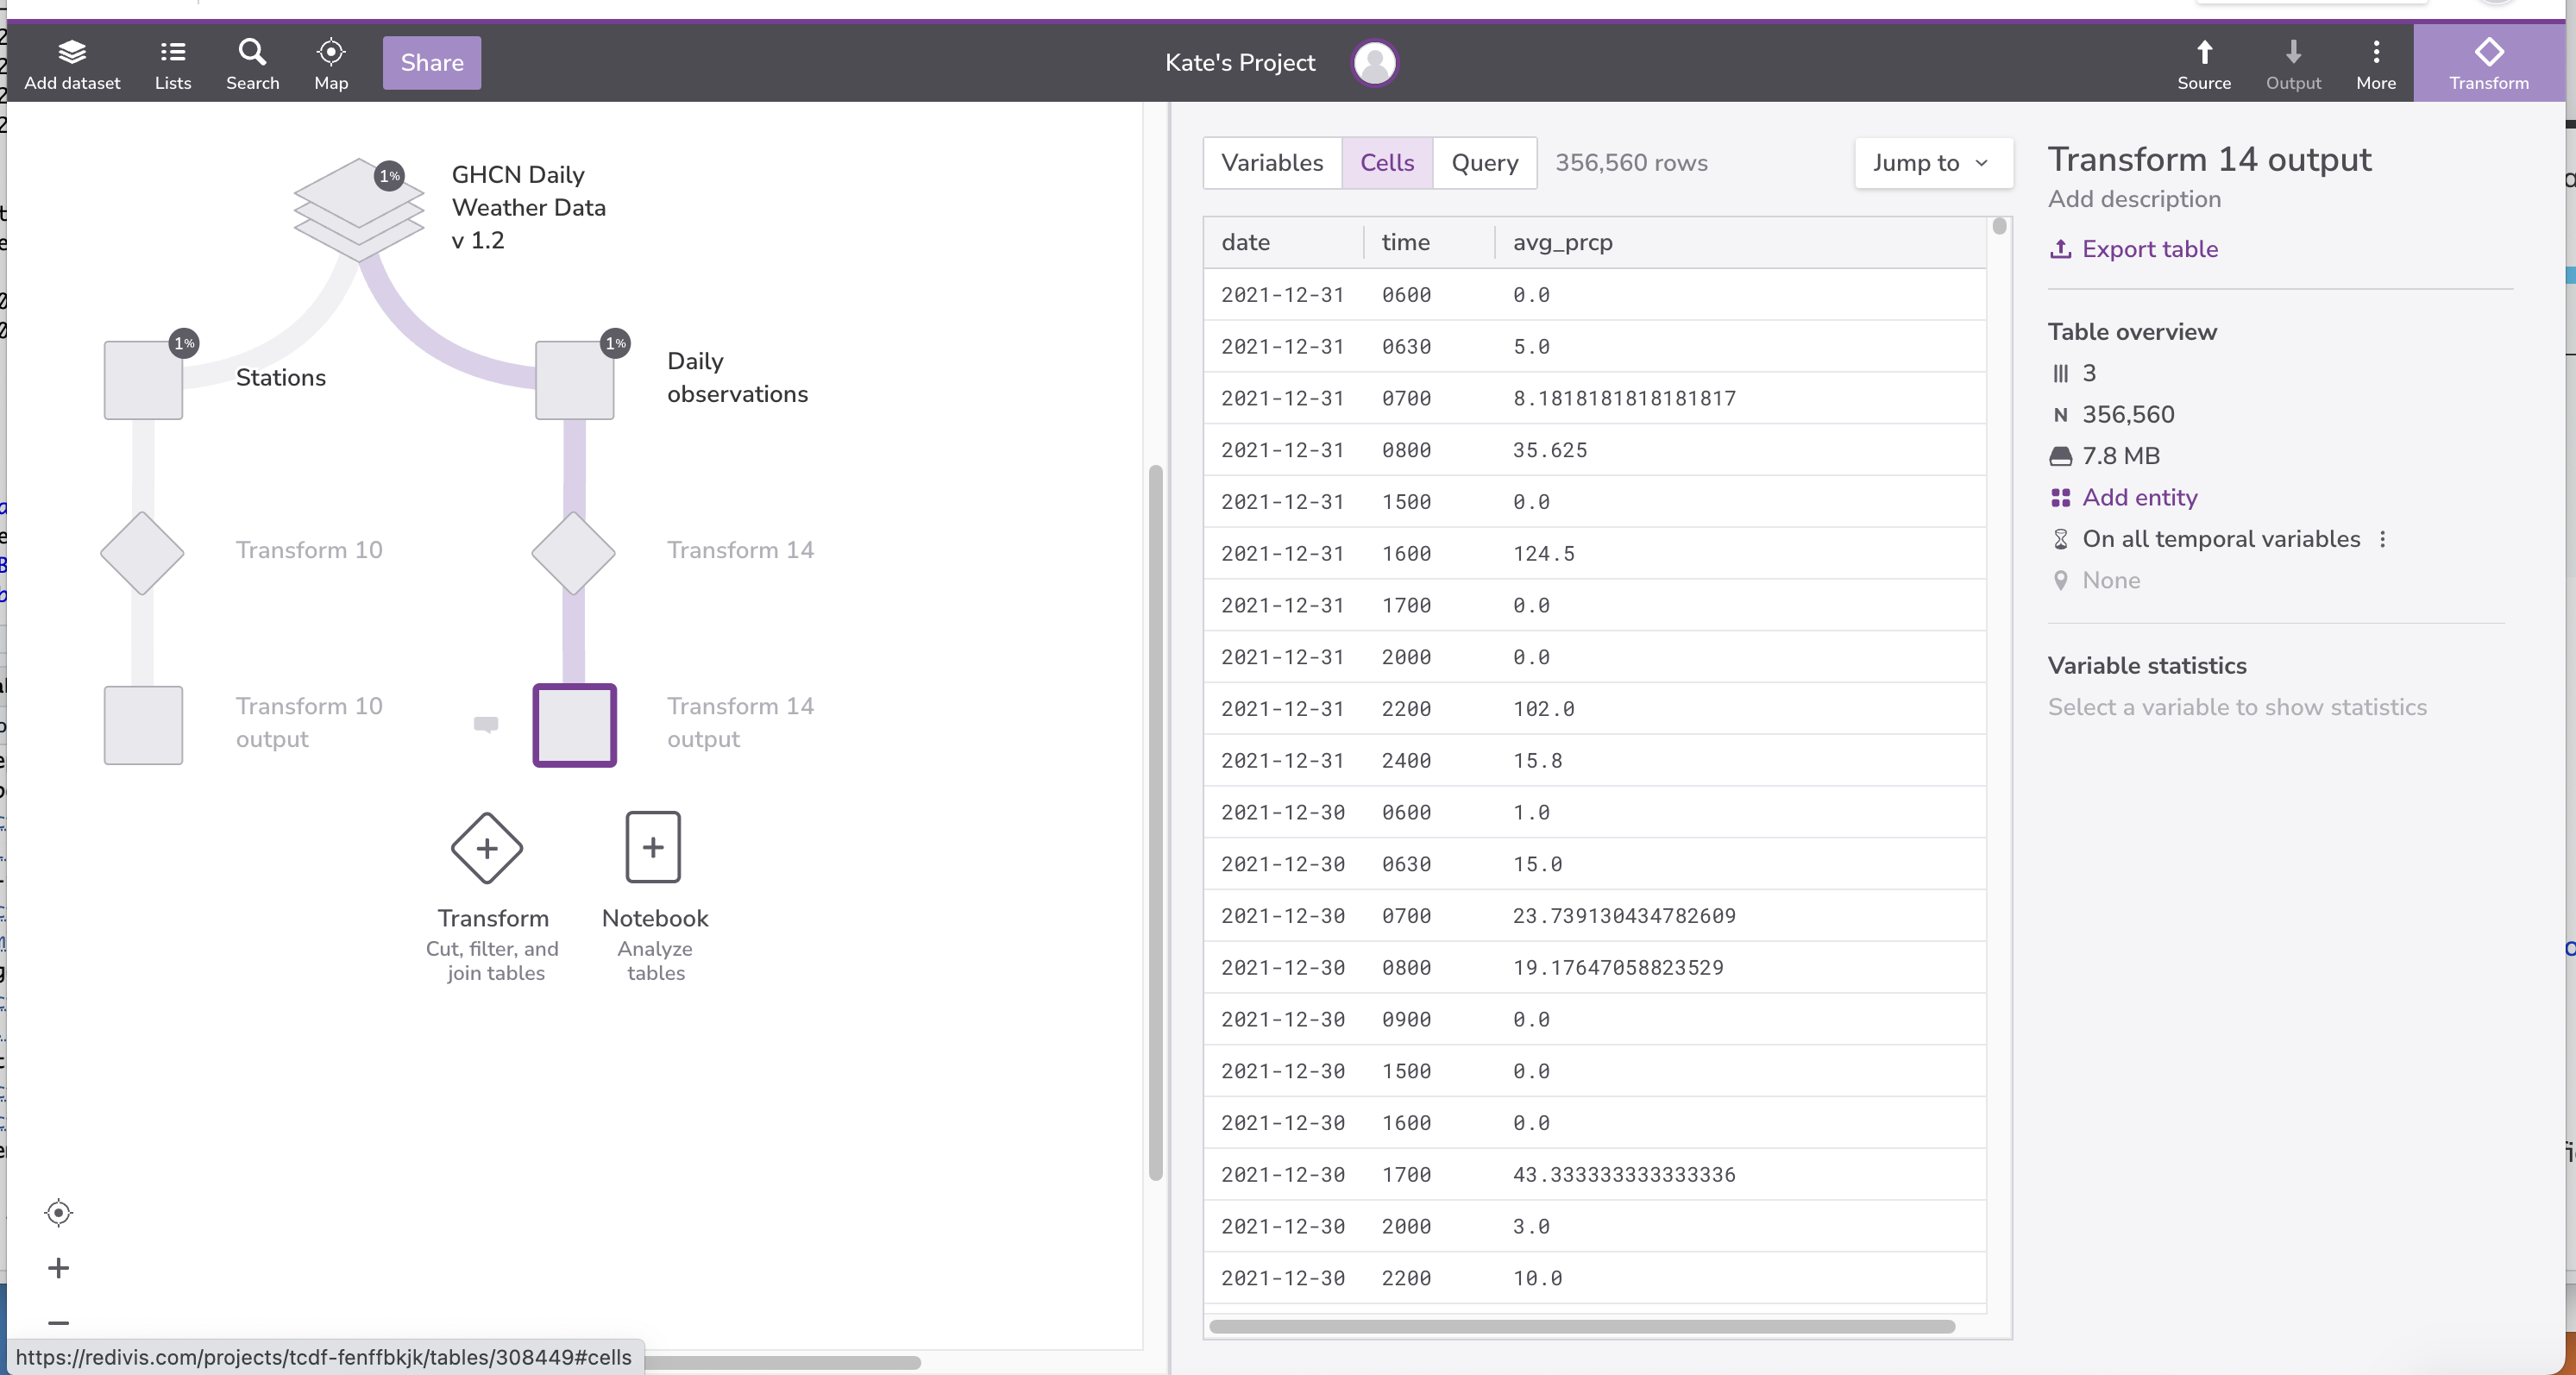 Add dataset
Lists
Search
Map
Share
Kate's Project
Source
Output
More
Transform
GHCN Daily
Weather Data
v 1.2
1%
1%
Stations
1%
Daily
observations
Transform 10
Transform 14
Transform 10
output
Transform 14
output
Transform
Cut, filter, and
join tables
Notebook
Analyze
tables
https://redivis.com/projects/tcdf-fenffbkjk/tables/308449#cells
Variables
Cells
Query
356,560 rows
Jump to
date time avg_prcp
2021-12-31 0600 0.0
2021-12-31 0630 5.0
2021-12-31 0700 8.1818181818181817
2021-12-31 0800 35.625
2021-12-31 1500 0.0
2021-12-31 1600 124.5
2021-12-31 1700 0.0
2021-12-31 2000 0.0
2021-12-31 2200 102.0
2021-12-31 2400 15.8
2021-12-30 0600 1.0
2021-12-30 0630 15.0
2021-12-30 0700 23.739130434782609
2021-12-30 0800 19.17647058823529
2021-12-30 0900 0.0
2021-12-30 1500 0.0
2021-12-30 1600 0.0
2021-12-30 1700 43.333333333333336
2021-12-30 2000 3.0
2021-12-30 2200 10.0
Transform 14 output
Add description
Export table
Table overview
3
N 356,560
7.8 MB
Add entity
On all temporal variables
None
Variable statistics
Select a variable to show statistics